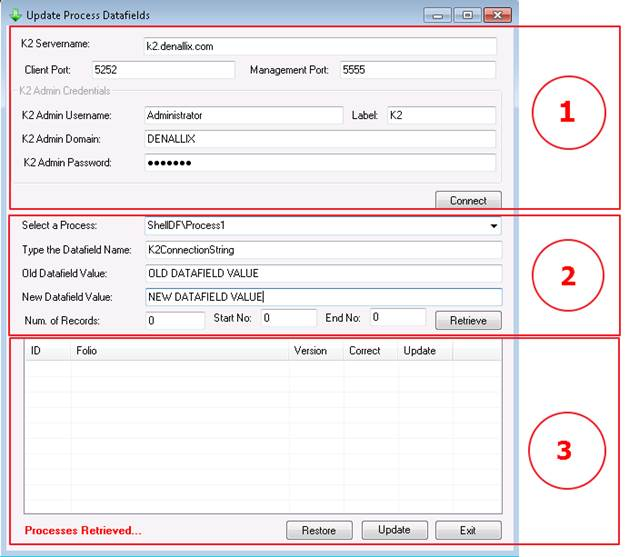 Update Process Datafields
K2 Servername: k2.denallix.com
Client Port: 5252 Management Port: 5555
K2 Admin Credentials
K2 Admin Username: Administrator Label: K2
K2 Admin Domain: DENALLIX
K2 Admin Password: ●●●●●●●
Connect
1
Select a Process: ShellDF\Process1
Type the Datafield Name: K2ConnectionString
Old Datafield Value: OLD DATAFIELD VALUE
New Datafield Value: NEW DATAFIELD VALUE
Num. of Records: 0 Start No: 0 End No: 0 Retrieve
2
ID Folio Version Correct Update
3
Processes Retrieved... Restore Update Exit